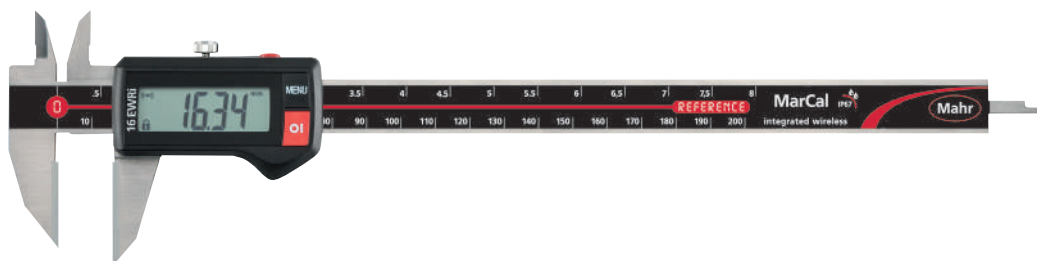 .5 3.5 4 4.5 5 5.5 6 6,5 7 7,5 8
0
16 EWRi
16.34 mm
MENU
REFERENCE
MarCal IP67
integrated wireless
Mahr
10 90 100 110 120 130 140 150 160 170 180 190 200